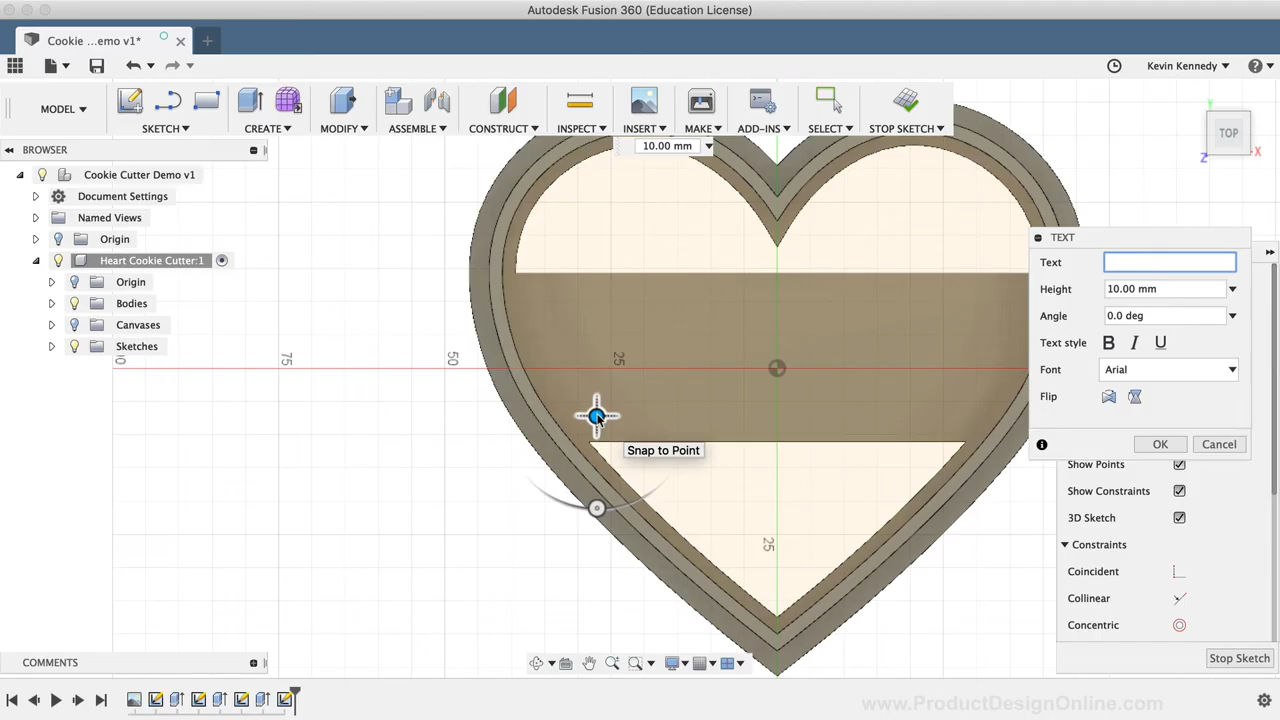 Autodesk Fusion 360 (Education License)
Cookie ...emo v1*
Kevin Kennedy
MODEL
SKETCH
CREATE
MODIFY
ASSEMBLE
CONSTRUCT
INSPECT
INSERT
MAKE
ADD-INS
SELECT
STOP SKETCH
TOP
Y
X
Z
BROWSER
10.00 mm
Cookie Cutter Demo v1
Document Settings
Named Views
Origin
Heart Cookie Cutter:1
Origin
Bodies
Canvases
Sketches
TEXT
Text
Height
10.00 mm
Angle
0.0 deg
Text style
B I U
Font
Arial
Flip
OK
Cancel
75
50
25
25
Snap to Point
Show Points
Show Constraints
3D Sketch
Constraints
Coincident
Collinear
Concentric
Stop Sketch
COMMENTS
www.ProductDesignOnline.com